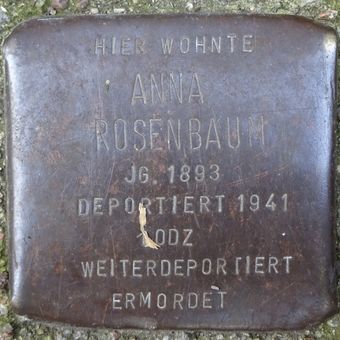 HIER WOHNTE
ANNA
ROSENBAUM
JG. 1893
DEPORTIERT 1941
LODZ
WEITERDEPORTIERT
ERMORDET